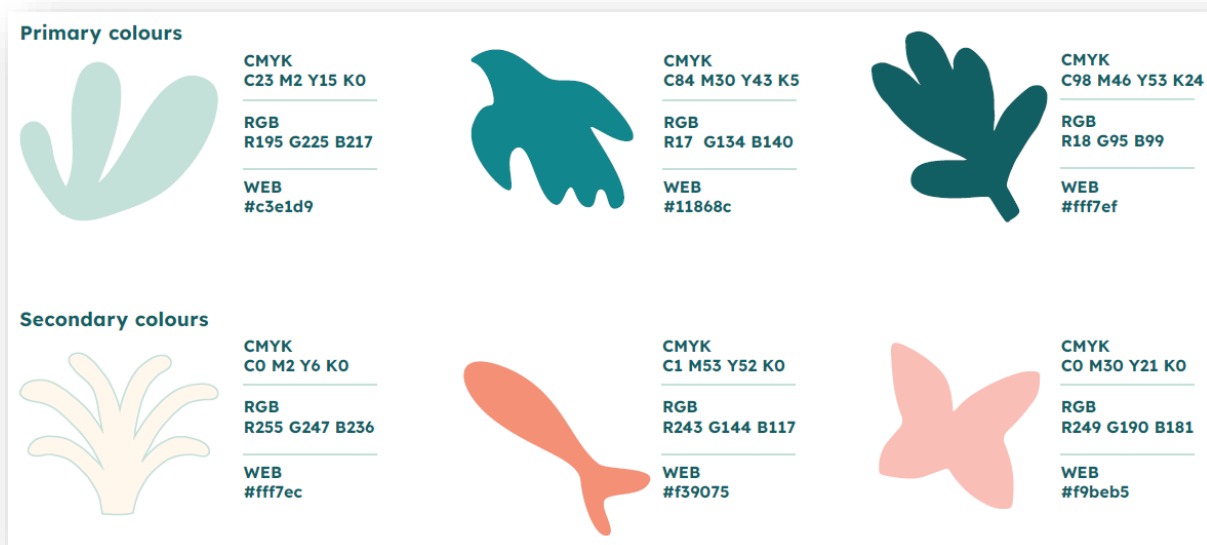 Primary colours
CMYK
C23 M2 Y15 K0
RGB
R195 G225 B217
WEB
#c3e1d9
CMYK
C84 M30 Y43 K5
RGB
R17 G134 B140
WEB
#11868c
CMYK
C98 M46 Y53 K24
RGB
R18 G95 B99
WEB
#fff7ef
Secondary colours
CMYK
C0 M2 Y6 K0
RGB
R255 G247 B236
WEB
#fff7ec
CMYK
C1 M53 Y52 K0
RGB
R243 G144 B117
WEB
#f39075
CMYK
C0 M30 Y21 K0
RGB
R249 G190 B181
WEB
#f9beb5